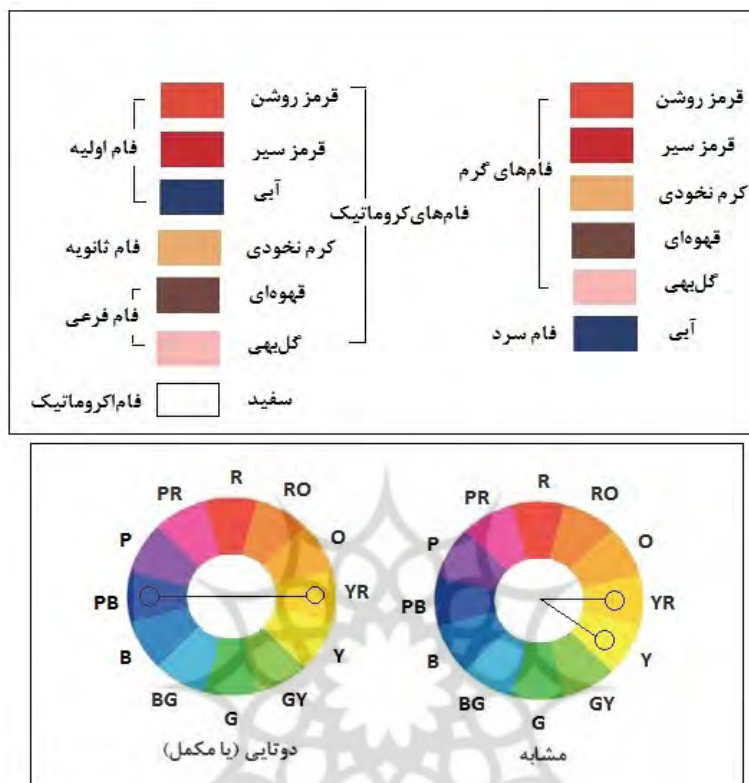 قرمز روشن
قرمز سیر
آبی
کرم نخودی
قهوه‌ای
گل‌بهی
سفید
فام اولیه
فام ثانویه
فام فرعی
فام‌اکروماتیک
فام‌های‌کروماتیک
قرمز روشن
قرمز سیر
کرم نخودی
قهوه‌ای
گل‌بهی
آبی
فام‌های گرم
فام سرد
R
RO
O
YR
Y
GY
G
BG
B
PB
P
PR
دوتایی (یا مکمل)
R
RO
O
YR
Y
GY
G
BG
B
PB
P
PR
مشابه